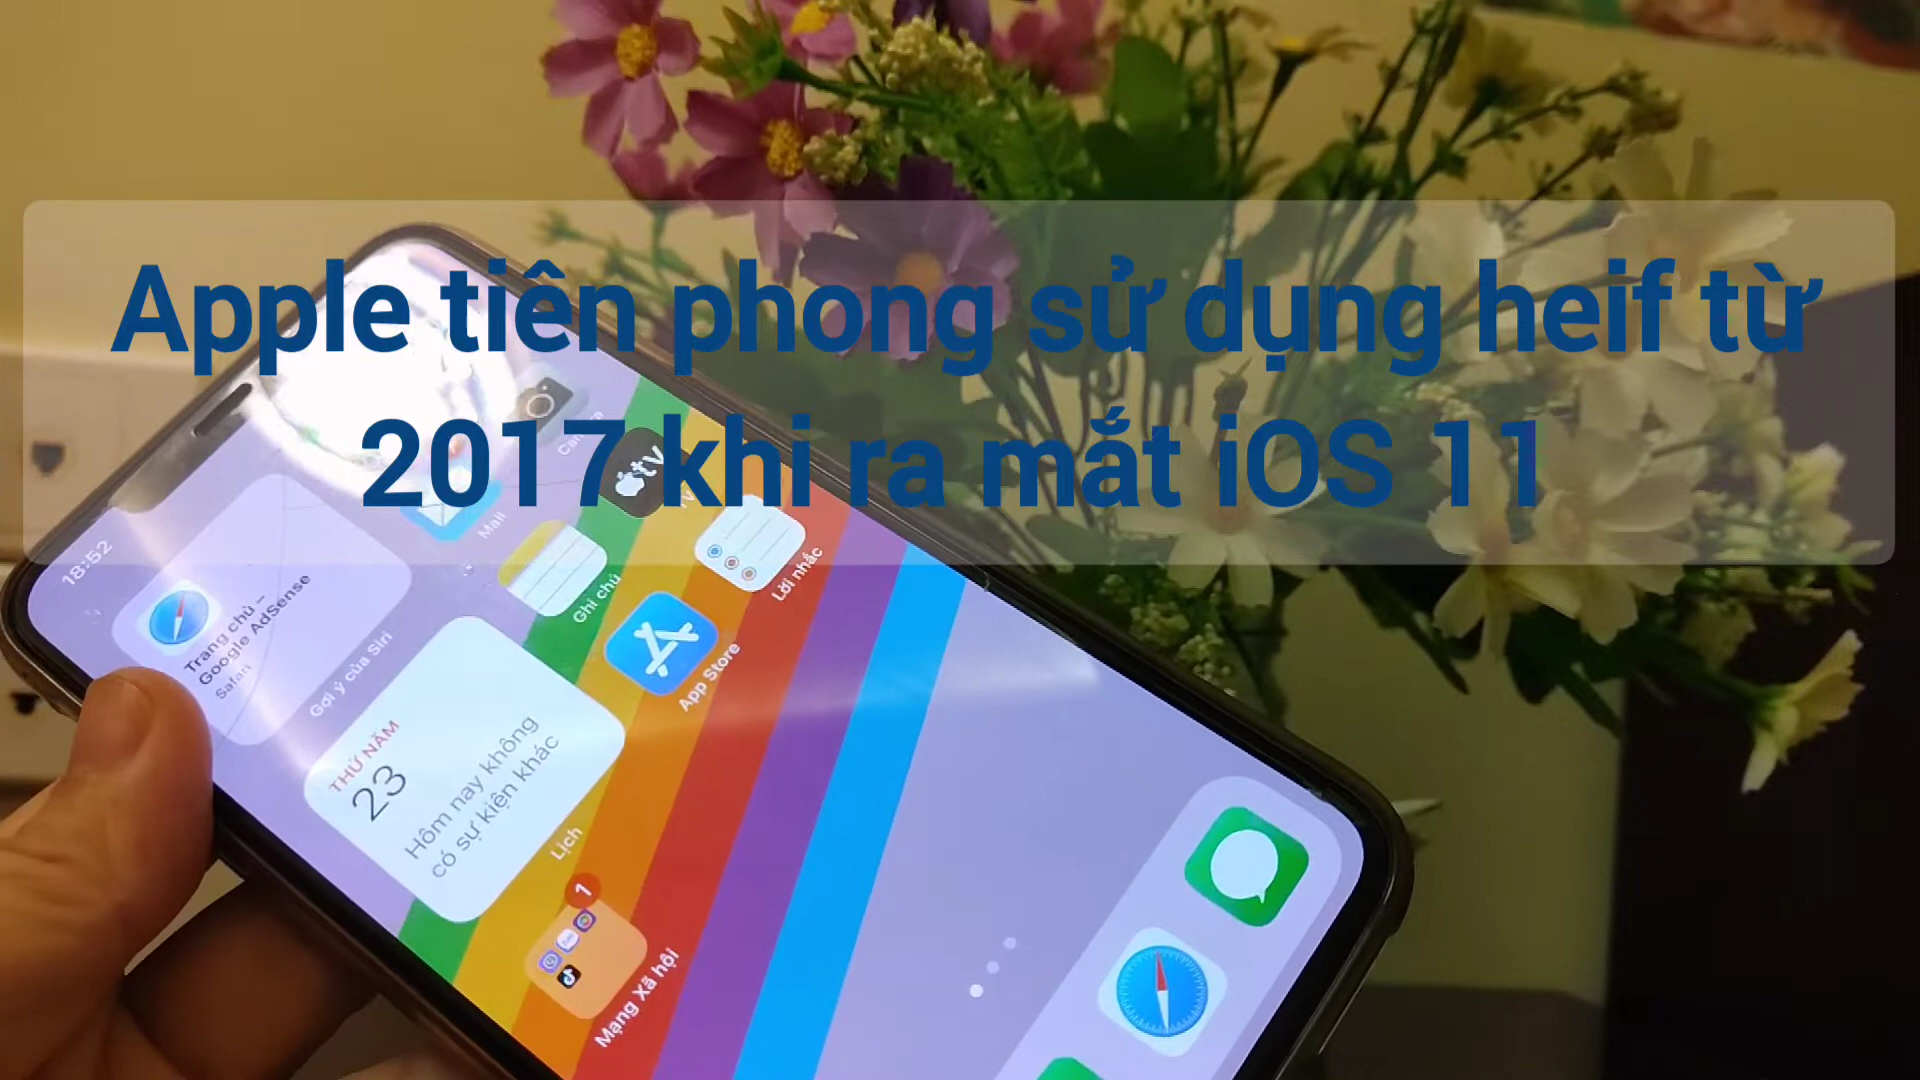 Apple tiên phong sử dụng heif từ
2017 khi ra mắt iOS 11
18:52
Trang chủ –
Google AdSense
Safari
Gợi ý của Siri
Mail
tv
Ghi chú
Lời nhắc
App Store
THỨ NĂM
23
Hôm nay không
có sự kiện khác
Lịch
1
Mạng Xã hội